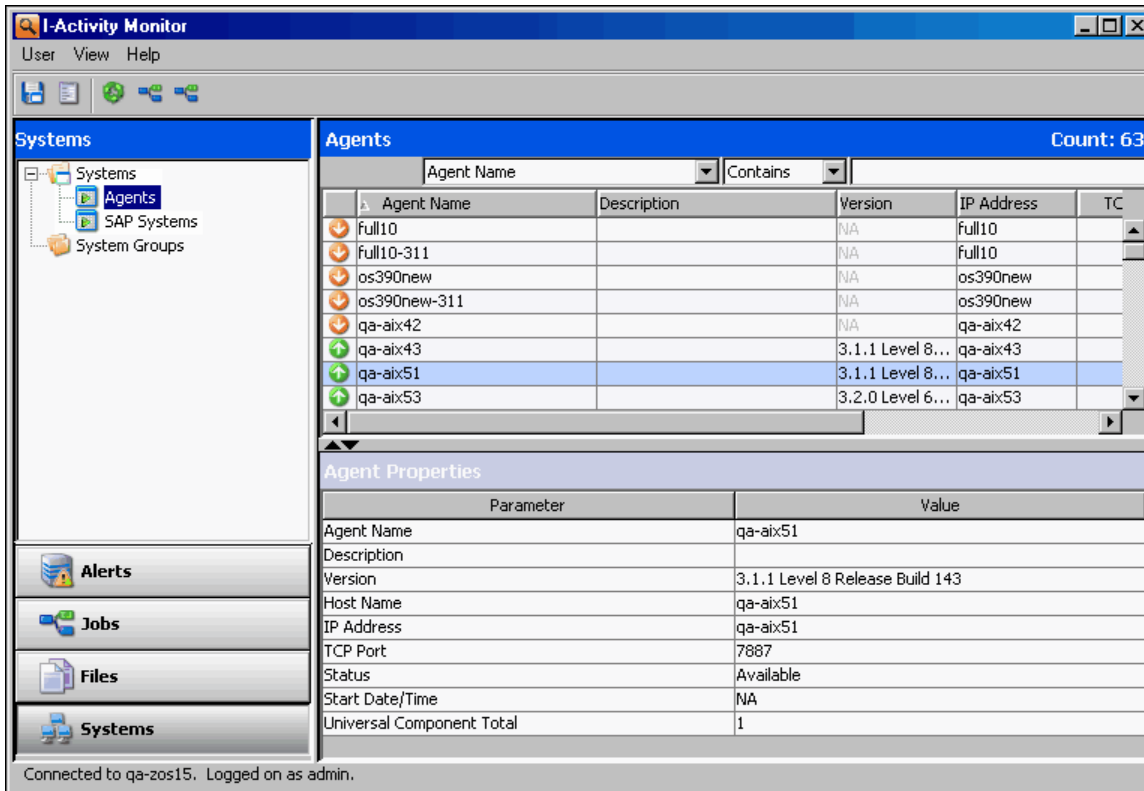 I-Activity Monitor
User View Help
Systems
Systems
Agents
SAP Systems
System Groups
Alerts
Jobs
Files
Systems
Agents Count: 63
Agent Name Contains
Agent Name Description Version IP Address TC
full10 NA full10
full10-311 NA full10
os390new NA os390new
os390new-311 NA os390new
qa-aix42 NA qa-aix42
qa-aix43 3.1.1 Level 8... qa-aix43
qa-aix51 3.1.1 Level 8... qa-aix51
qa-aix53 3.2.0 Level 6... qa-aix53
Agent Properties
Parameter Value
Agent Name qa-aix51
Description
Version 3.1.1 Level 8 Release Build 143
Host Name qa-aix51
IP Address qa-aix51
TCP Port 7887
Status Available
Start Date/Time NA
Universal Component Total 1
Connected to qa-zos15. Logged on as admin.